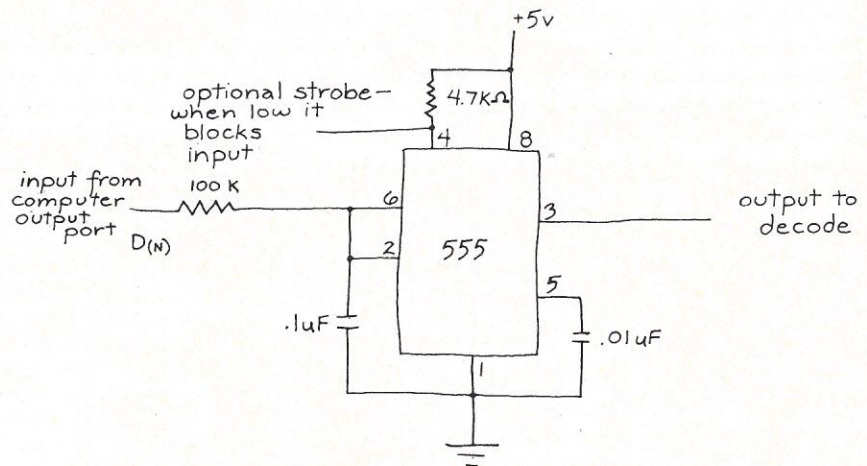 +5v
optional strobe—
when low it
blocks
input
4.7KΩ
4
8
input from
computer
output
port
100 K
D(N)
6
2
555
3
5
1
output to
decode
.1uF
.01uF